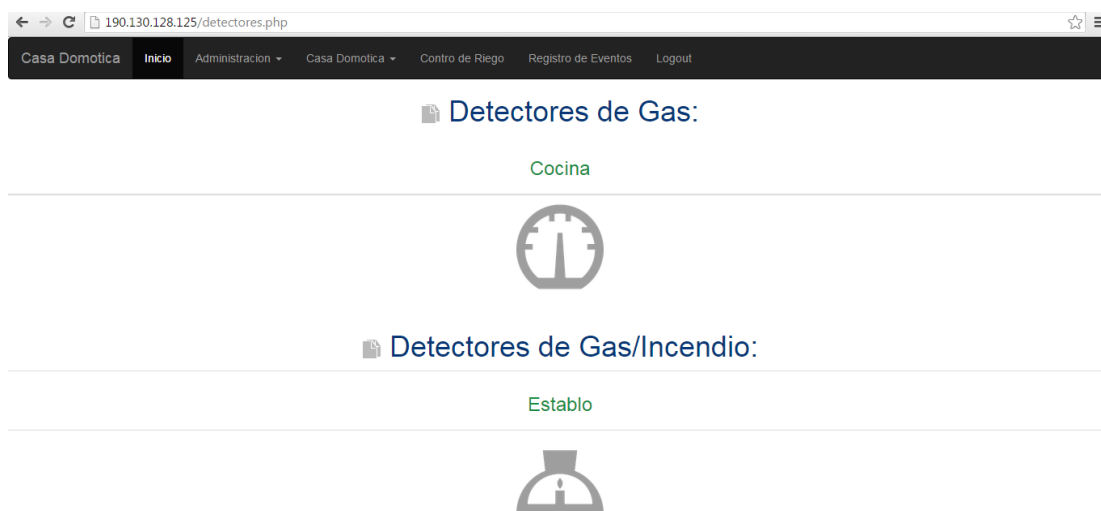 190.130.128.125/detectores.php
Casa Domotica Inicio Administracion Casa Domotica Contro de Riego Registro de Eventos Logout
Detectores de Gas:
Cocina
Detectores de Gas/Incendio:
Establo